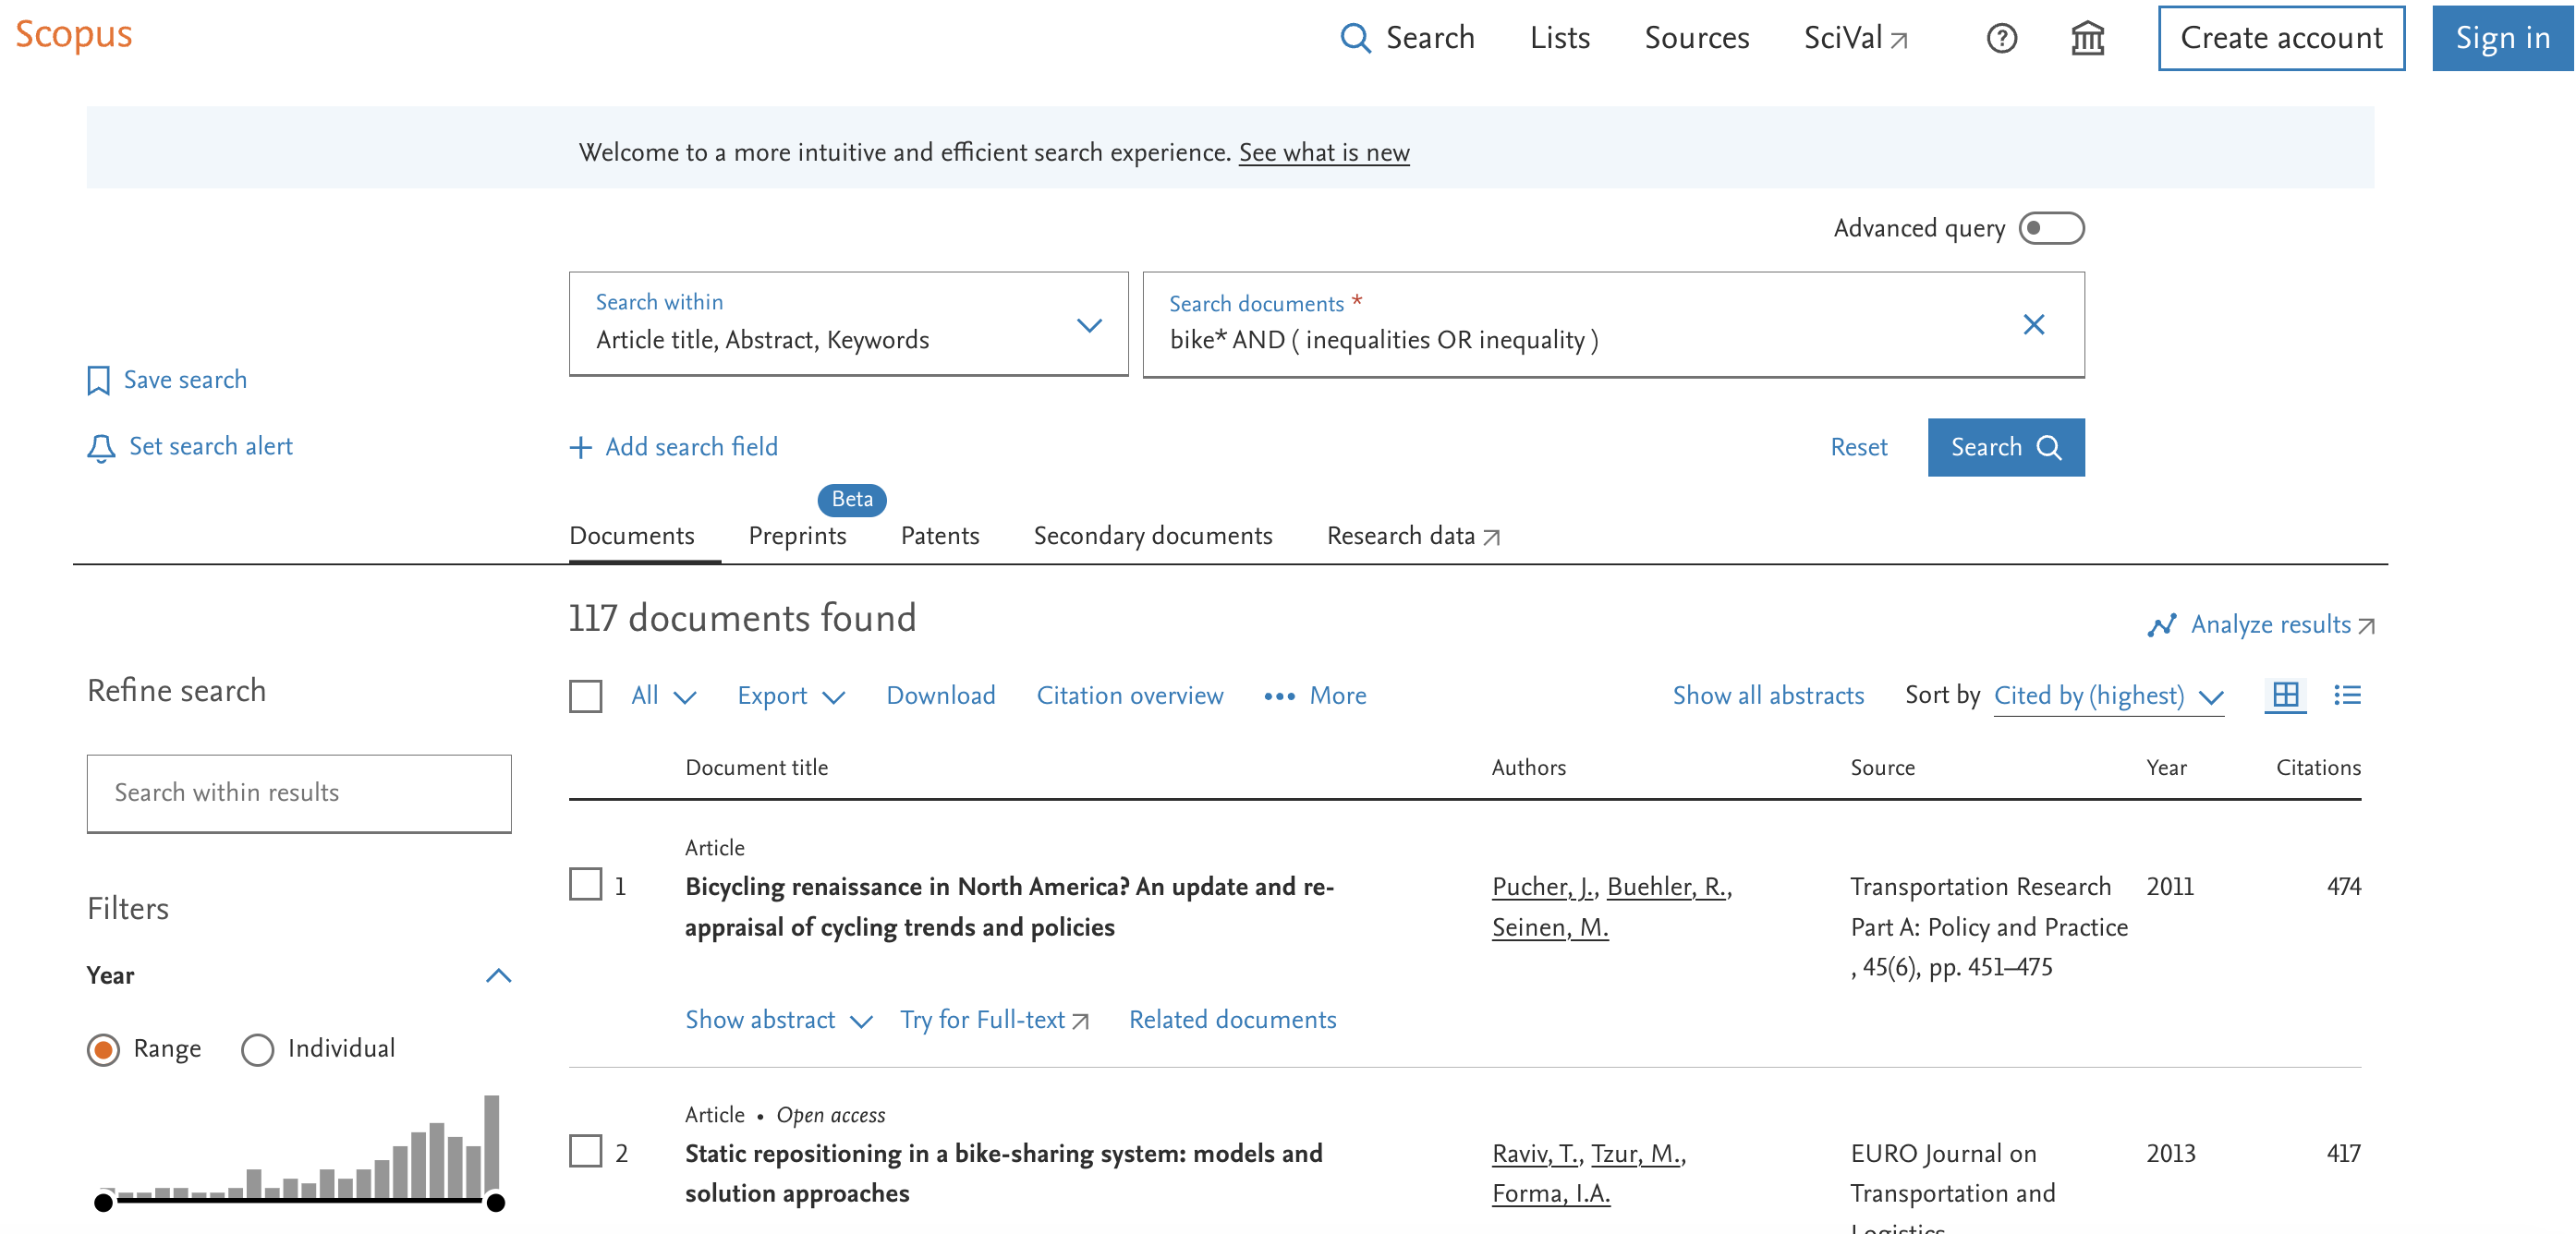 Scopus
Search Lists Sources SciVal Create account Sign in
Welcome to a more intuitive and efficient search experience. See what is new
Advanced query
Search within
Article title, Abstract, Keywords
Search documents *
bike* AND ( inequalities OR inequality )
Save search
Set search alert
Add search field
Reset
Search
Beta
Documents Preprints Patents Secondary documents Research data
117 documents found
Analyze results
Refine search
Search within results
Filters
Year
Range Individual
All Export Download Citation overview More Show all abstracts Sort by Cited by (highest)
Document title Authors Source Year Citations
Article
1 Bicycling renaissance in North America? An update and re- Pucher, J., Buehler, R., Transportation Research 2011 474
appraisal of cycling trends and policies Seinen, M. Part A: Policy and Practice
, 45(6), pp. 451–475
Show abstract Try for Full-text Related documents
Article • Open access
2 Static repositioning in a bike-sharing system: models and Raviv, T., Tzur, M., EURO Journal on 2013 417
solution approaches Forma, I.A. Transportation and
Logistics